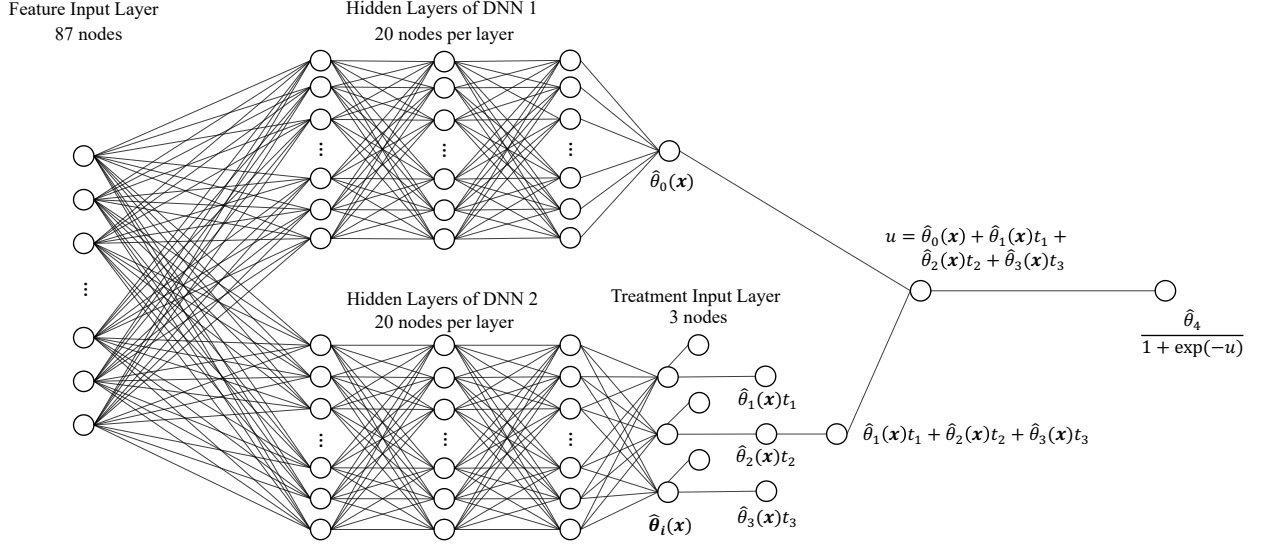 Feature Input Layer
87 nodes
Hidden Layers of DNN 1
20 nodes per layer
θ̂₀(𝒙)
u = θ̂₀(𝒙) + θ̂₁(𝒙)t₁ +
θ̂₂(𝒙)t₂ + θ̂₃(𝒙)t₃
θ̂₄
1 + exp(−u)
Hidden Layers of DNN 2
20 nodes per layer
Treatment Input Layer
3 nodes
θ̂₁(𝒙)t₁
θ̂₁(𝒙)t₁ + θ̂₂(𝒙)t₂ + θ̂₃(𝒙)t₃
θ̂₂(𝒙)t₂
θ̂ᵢ(𝒙)
θ̂₃(𝒙)t₃